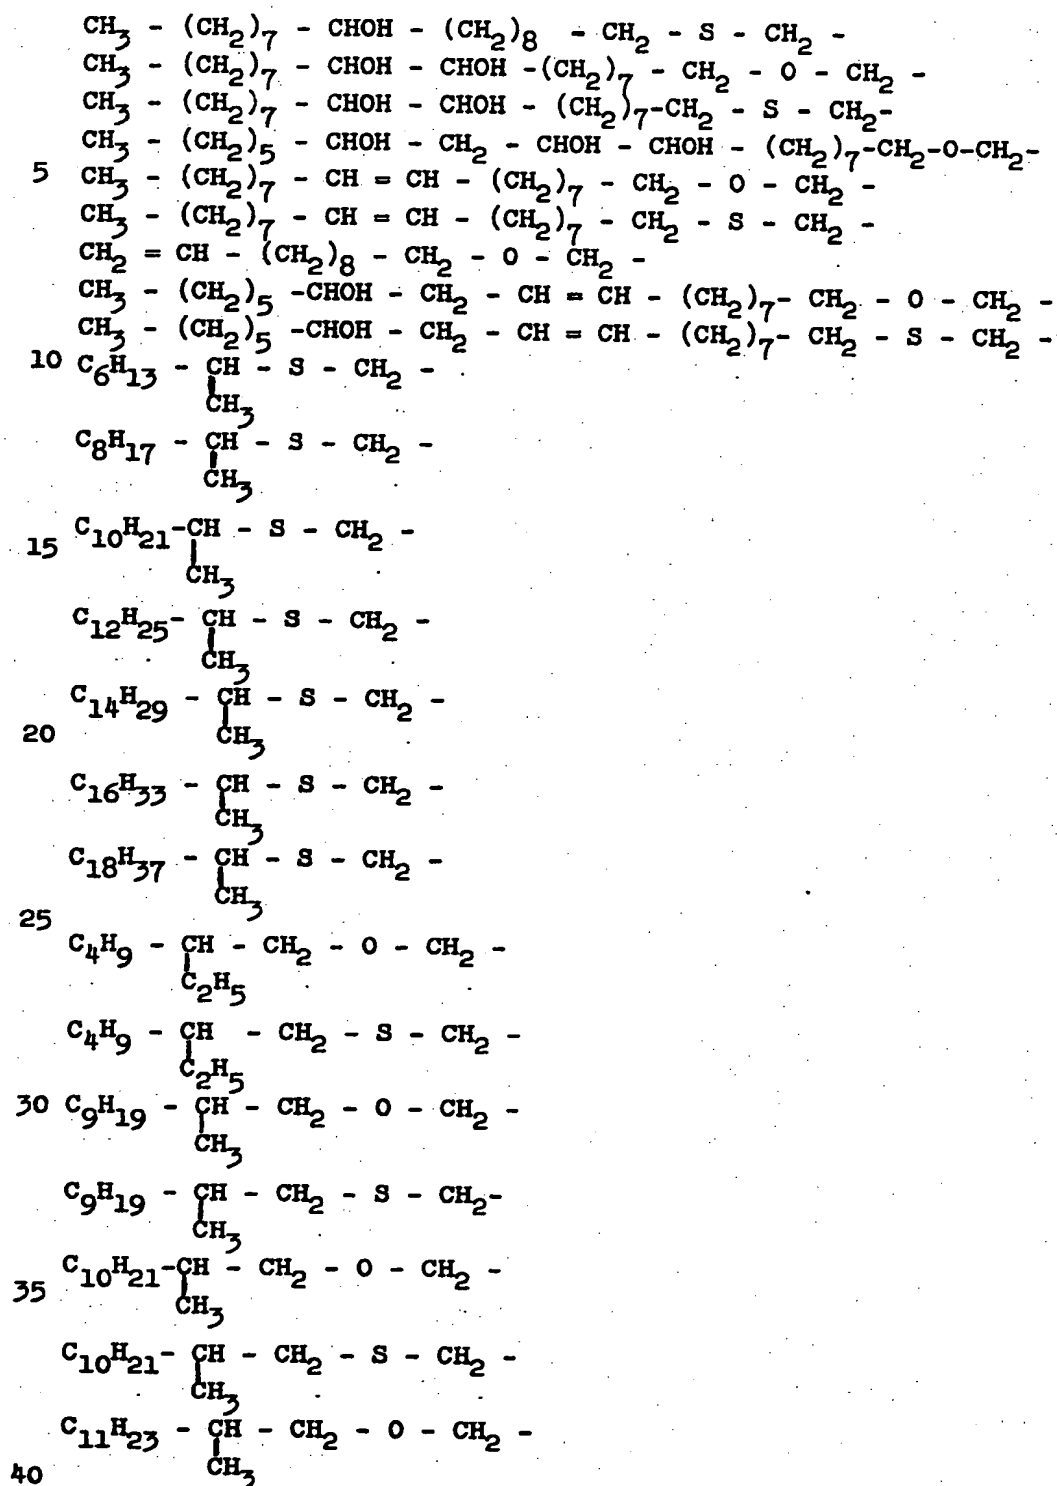 CH₃ - (CH₂)₇ - CHOH - (CH₂)₈ - CH₂ - S - CH₂ -
CH₃ - (CH₂)₇ - CHOH - CHOH -(CH₂)₇ - CH₂ - O - CH₂ -
CH₃ - (CH₂)₇ - CHOH - CHOH - (CH₂)₇-CH₂ - S - CH₂-
CH₃ - (CH₂)₅ - CHOH - CH₂ - CHOH - CHOH - (CH₂)₇-CH₂-O-CH₂-
5 CH₃ - (CH₂)₇ - CH = CH - (CH₂)₇ - CH₂ - O - CH₂ -
CH₃ - (CH₂)₇ - CH = CH - (CH₂)₇ - CH₂ - S - CH₂ -
CH₂ = CH - (CH₂)₈ - CH₂ - O - CH₂ -
CH₃ - (CH₂)₅ -CHOH - CH₂ - CH = CH - (CH₂)₇- CH₂ - O - CH₂ -
CH₃ - (CH₂)₅ -CHOH - CH₂ - CH = CH - (CH₂)₇- CH₂ - S - CH₂ -
10 C₆H₁₃ - CH - S - CH₂ -
CH₃
C₈H₁₇ - CH - S - CH₂ -
CH₃
C₁₀H₂₁-CH - S - CH₂ -
15
CH₃
C₁₂H₂₅- CH - S - CH₂ -
CH₃
C₁₄H₂₉ - CH - S - CH₂ -
20 CH₃
C₁₆H₃₃ - CH - S - CH₂ -
CH₃
C₁₈H₃₇ - CH - S - CH₂ -
CH₃
25
C₄H₉ - CH - CH₂ - O - CH₂ -
C₂H₅
C₄H₉ - CH - CH₂ - S - CH₂ -
C₂H₅
30 C₉H₁₉ - CH - CH₂ - O - CH₂ -
CH₃
C₉H₁₉ - CH - CH₂ - S - CH₂-
CH₃
C₁₀H₂₁-CH - CH₂ - O - CH₂ -
35 CH₃
C₁₀H₂₁- CH - CH₂ - S - CH₂ -
CH₃
C₁₁H₂₃ - CH - CH₂ - O - CH₂ -
CH₃
40